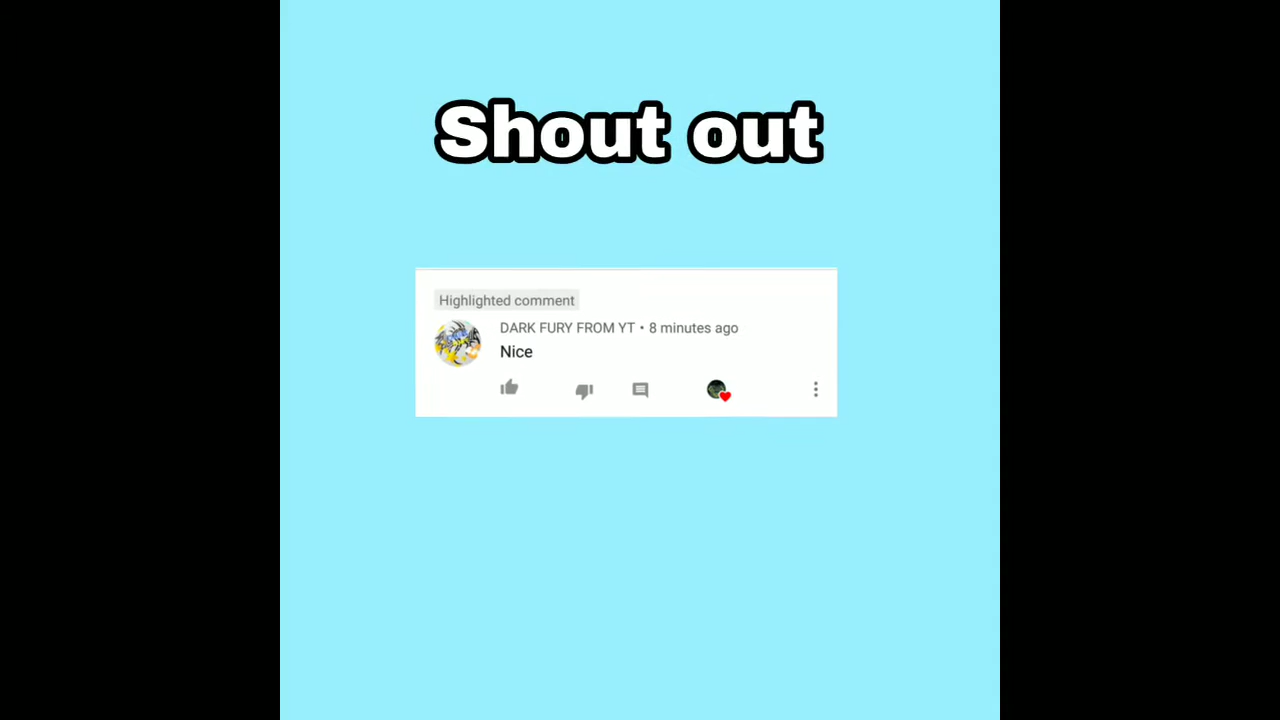 Shout out
Highlighted comment
DARK FURY FROM YT • 8 minutes ago
Nice